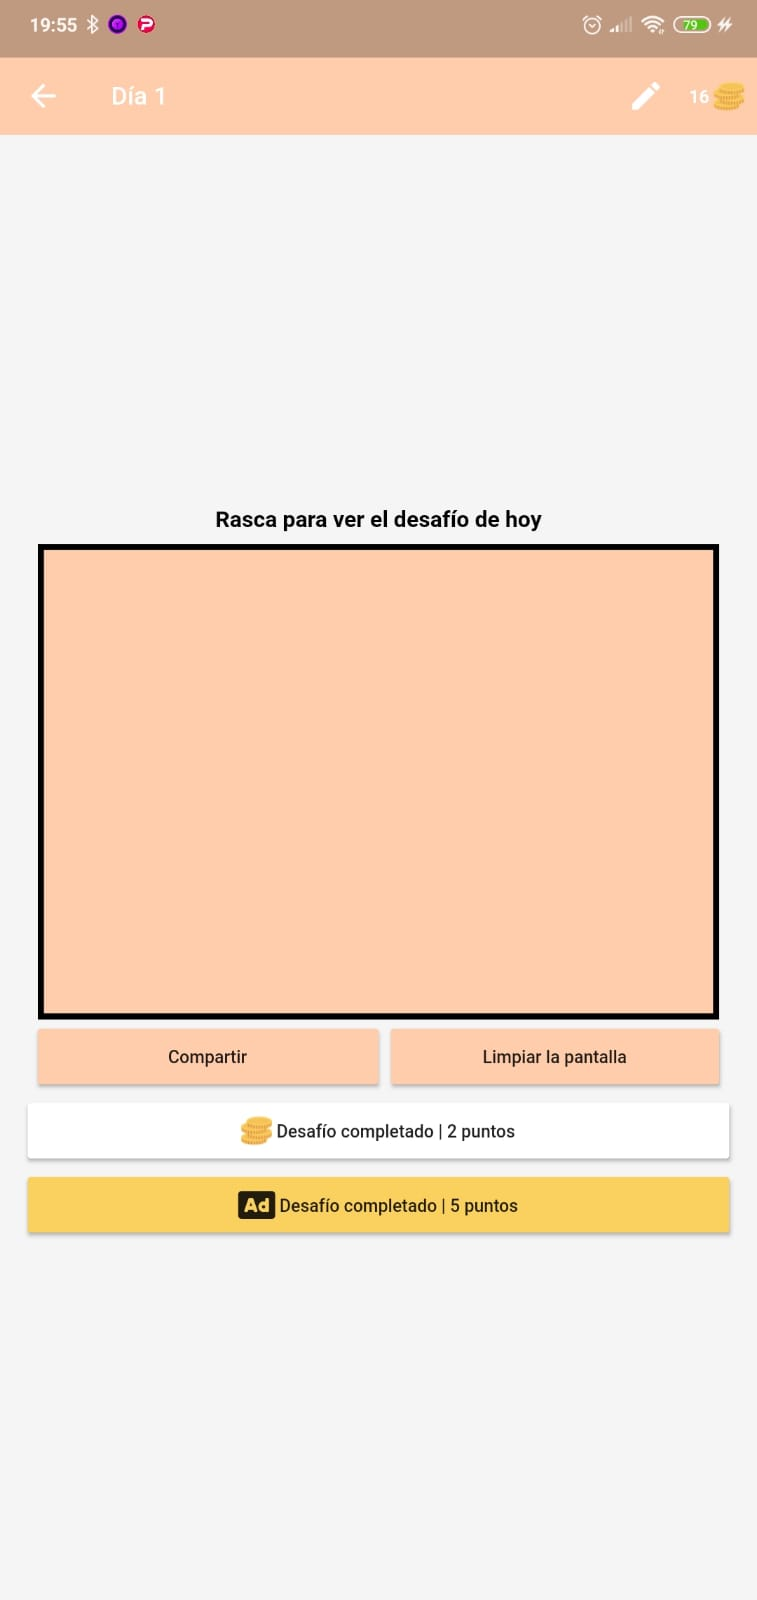 19:55
79
Día 1
16
Rasca para ver el desafío de hoy
Compartir
Limpiar la pantalla
Desafío completado | 2 puntos
Ad Desafío completado | 5 puntos